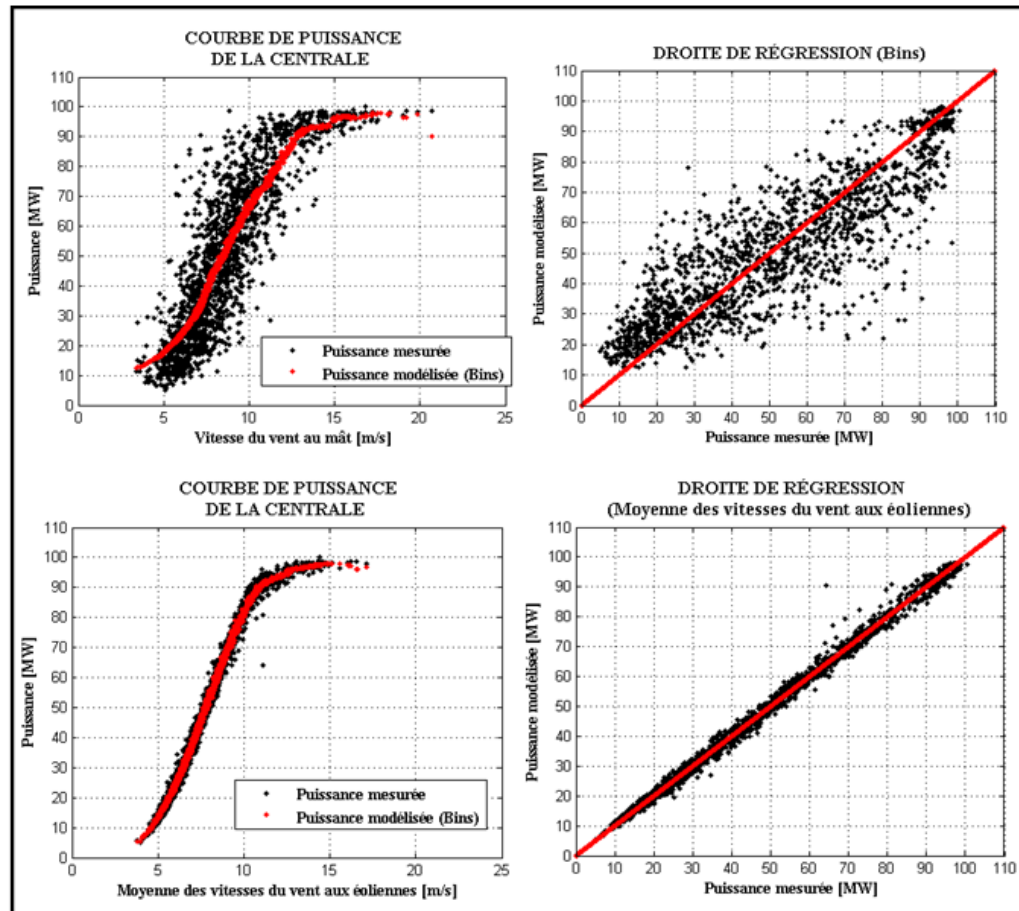 COURBE DE PUISSANCE
DE LA CENTRALE
110
100
90
80
70
60
50
40
30
20
10
0
Puissance [MW]
Puissance mesurée
Puissance modélisée (Bins)
0 5 10 15 20 25
Vitesse du vent au mât [m/s]
DROITE DE RÉGRESSION (Bins)
110
100
90
80
70
60
50
40
30
20
10
0
Puissance modélisée [MW]
0 10 20 30 40 50 60 70 80 90 100 110
Puissance mesurée [MW]
COURBE DE PUISSANCE
DE LA CENTRALE
110
100
90
80
70
60
50
40
30
20
10
0
Puissance [MW]
Puissance mesurée
Puissance modélisée (Bins)
0 5 10 15 20 25
Moyenne des vitesses du vent aux éoliennes [m/s]
DROITE DE RÉGRESSION
(Moyenne des vitesses du vent aux éoliennes)
110
100
90
80
70
60
50
40
30
20
10
0
Puissance modélisée [MW]
0 10 20 30 40 50 60 70 80 90 100 110
Puissance mesurée [MW]